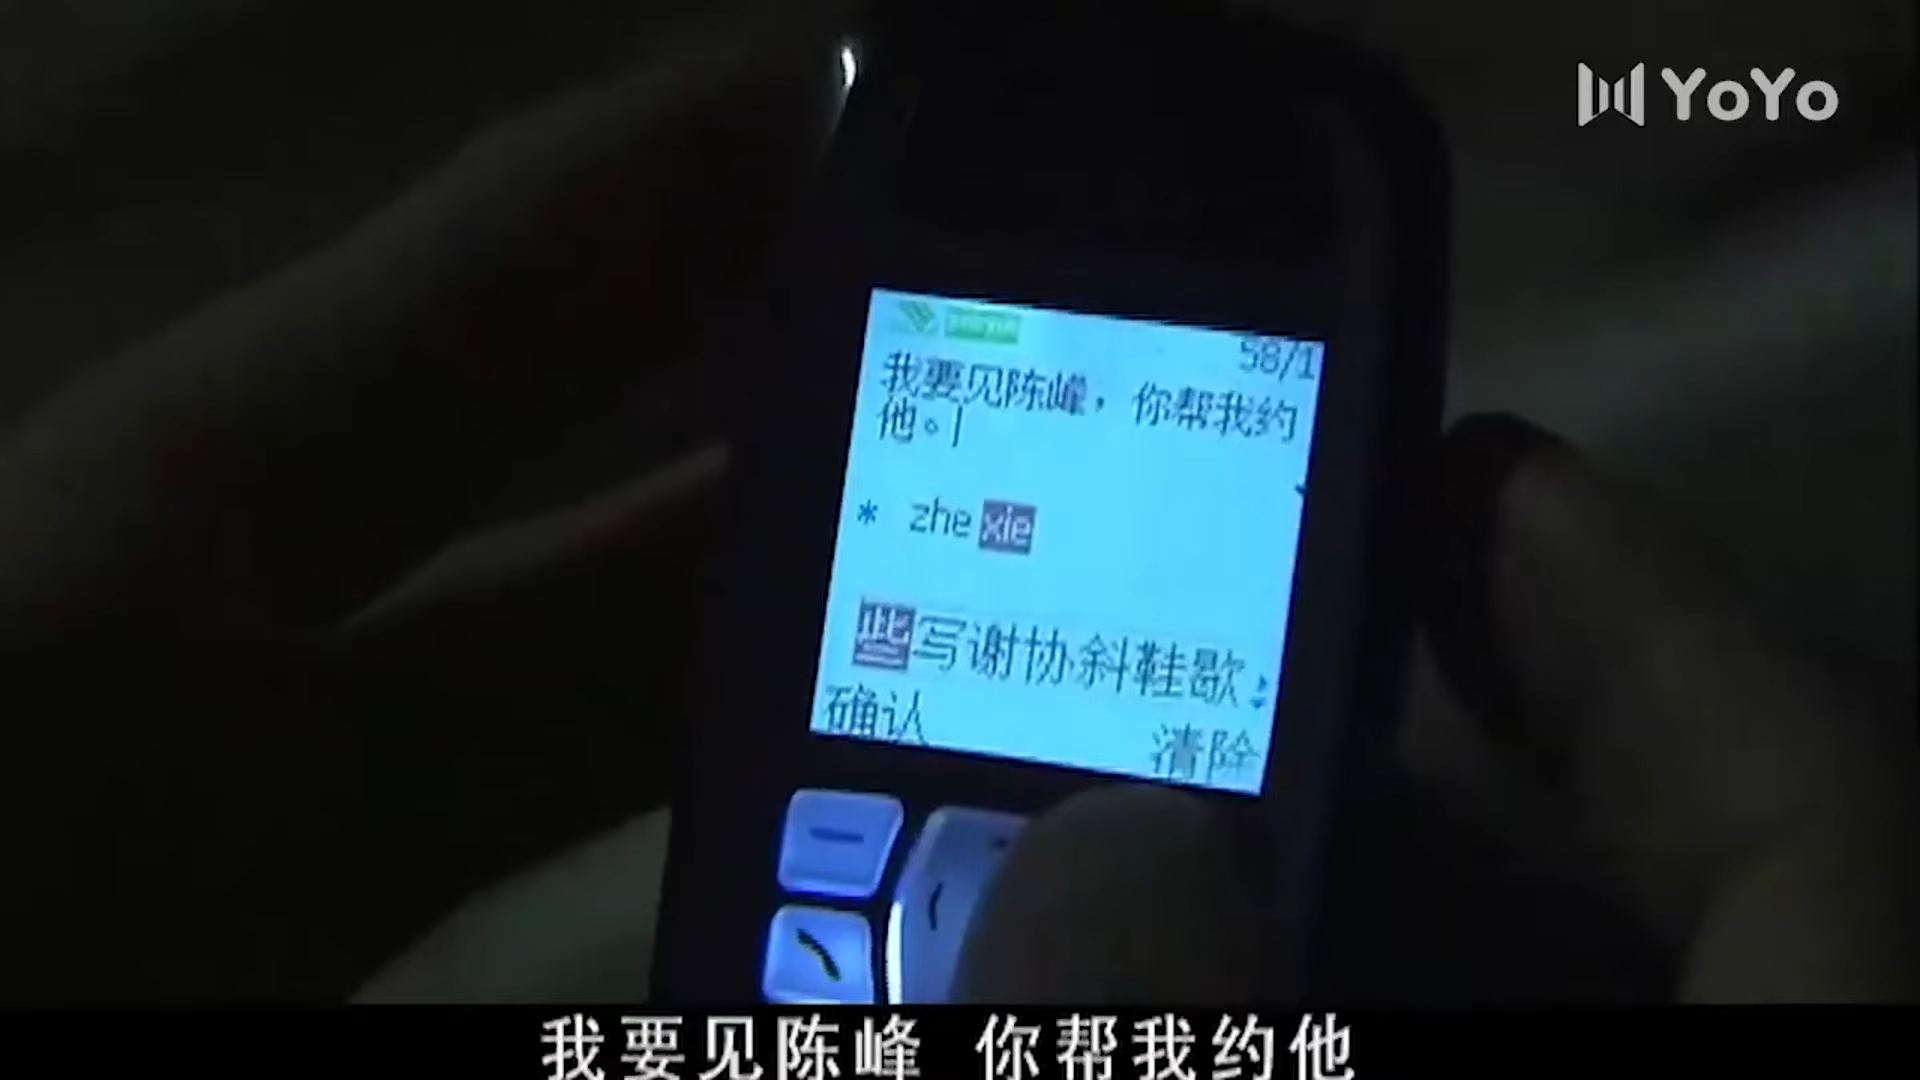 YoYo
58/1
我要见陈峰，你帮我约
他。
* zhe xie
些写谢协斜鞋歇
确认
清除
我要见陈峰 你帮我约他